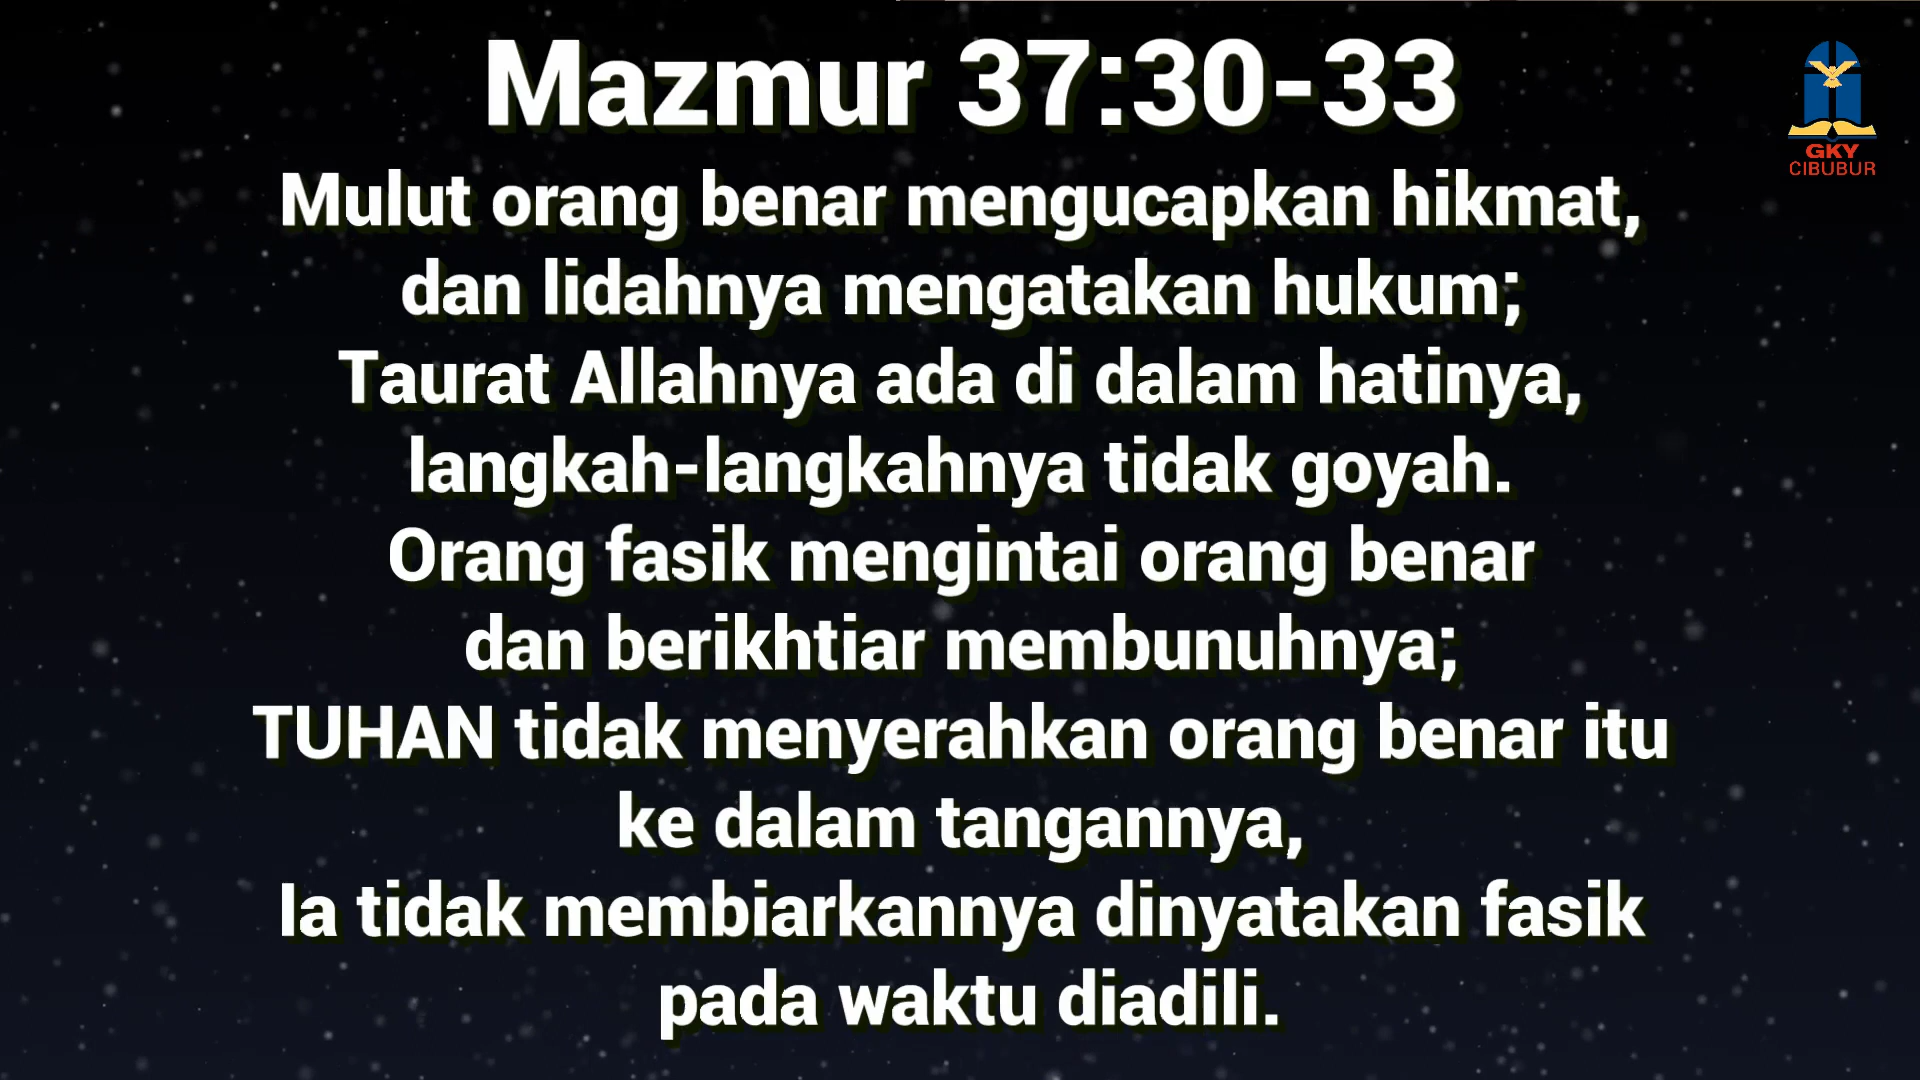 Mazmur 37:30-33
GKY
CIBUBUR
Mulut orang benar mengucapkan hikmat,
dan lidahnya mengatakan hukum;
Taurat Allahnya ada di dalam hatinya,
langkah-langkahnya tidak goyah.
Orang fasik mengintai orang benar
dan berikhtiar membunuhnya;
TUHAN tidak menyerahkan orang benar itu
ke dalam tangannya,
Ia tidak membiarkannya dinyatakan fasik
pada waktu diadili.